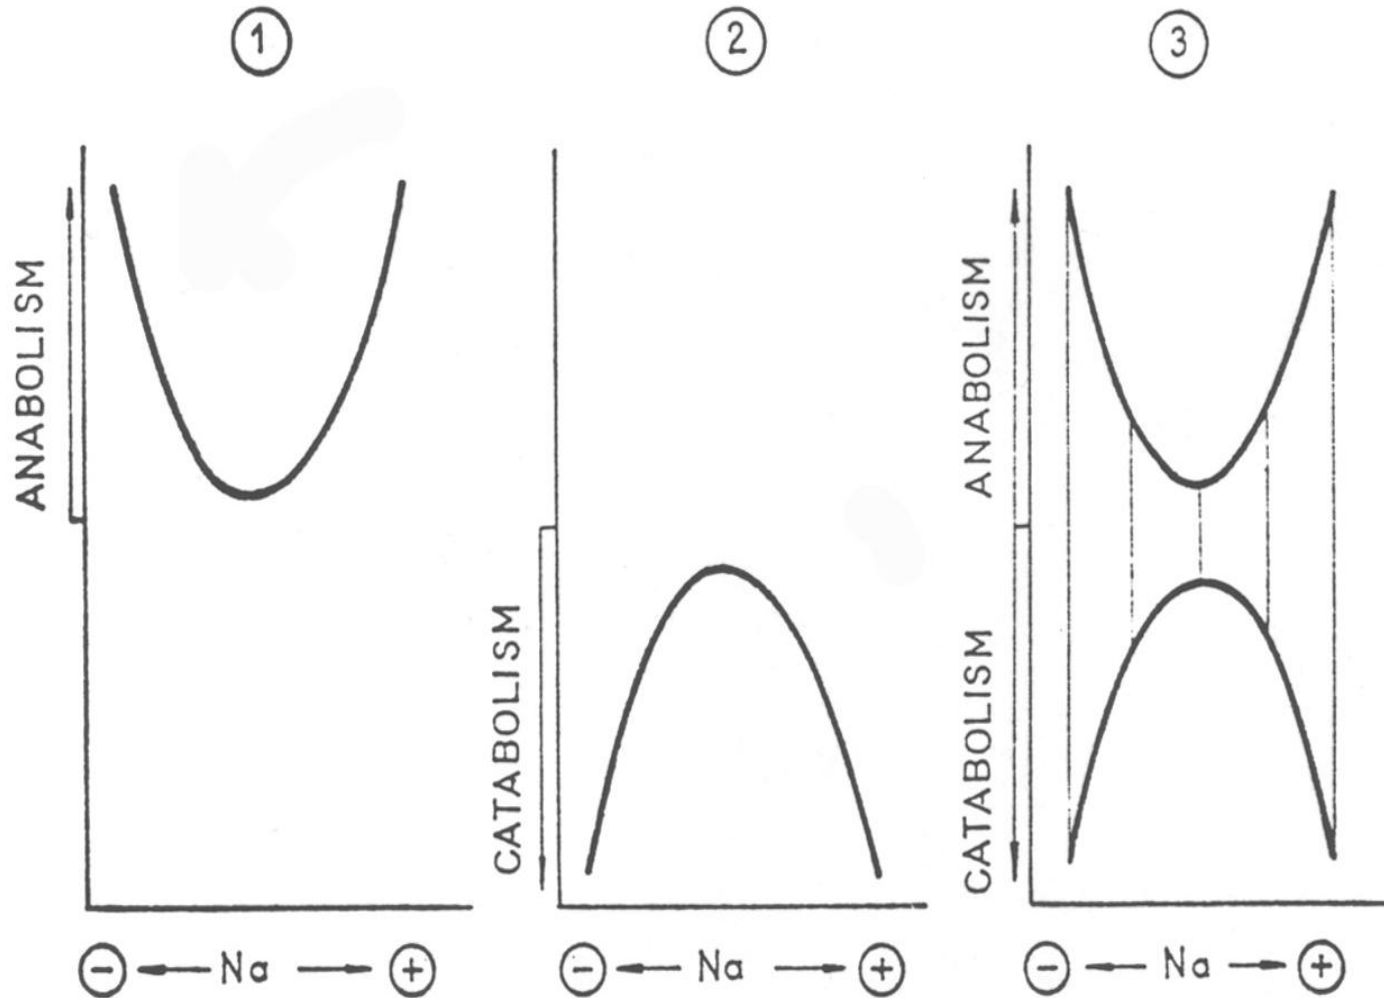 1
2
3
ANABOLISM
CATABOLISM
ANABOLISM
CATABOLISM
- Na +
- Na +
- Na +